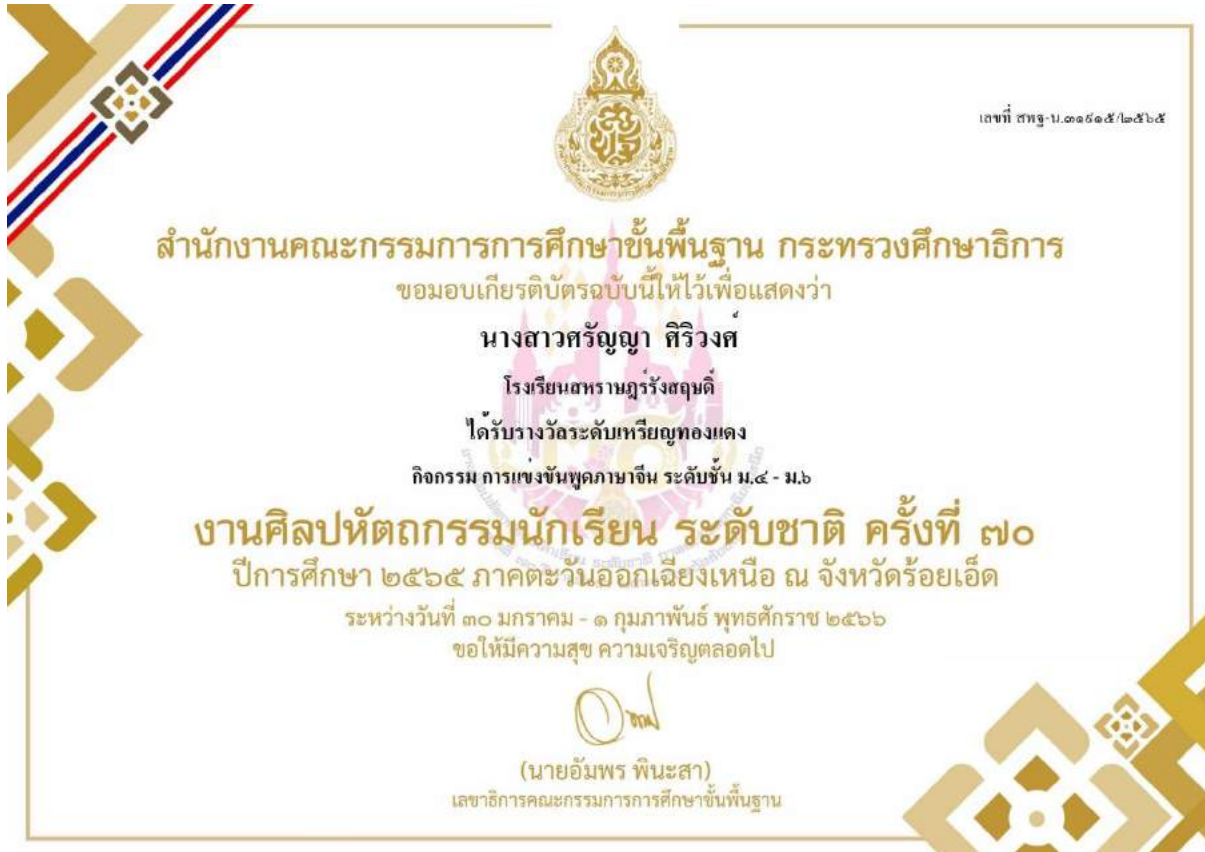 เลขที่ สพฐ-บ.๓๑๙๑๕/๒๕๖๕
สำนักงานคณะกรรมการการศึกษาขั้นพื้นฐาน กระทรวงศึกษาธิการ
ขอมอบเกียรติบัตรฉบับนี้ให้ไว้เพื่อแสดงว่า
นางสาวศรัญญา ศิริวงศ์
โรงเรียนสหราษฎร์รังสฤษดิ์
ได้รับรางวัลระดับเหรียญทองแดง
กิจกรรม การแข่งขันพูดภาษาจีน ระดับชั้น ม.๔ - ม.๖
งานศิลปหัตถกรรมนักเรียน ระดับชาติ ครั้งที่ ๗๐
ปีการศึกษา ๒๕๖๕ ภาคตะวันออกเฉียงเหนือ ณ จังหวัดร้อยเอ็ด
ระหว่างวันที่ ๓๐ มกราคม - ๑ กุมภาพันธ์ พุทธศักราช ๒๕๖๖
ขอให้มีความสุข ความเจริญตลอดไป
(นายอัมพร พินะสา)
เลขาธิการคณะกรรมการการศึกษาขั้นพื้นฐาน